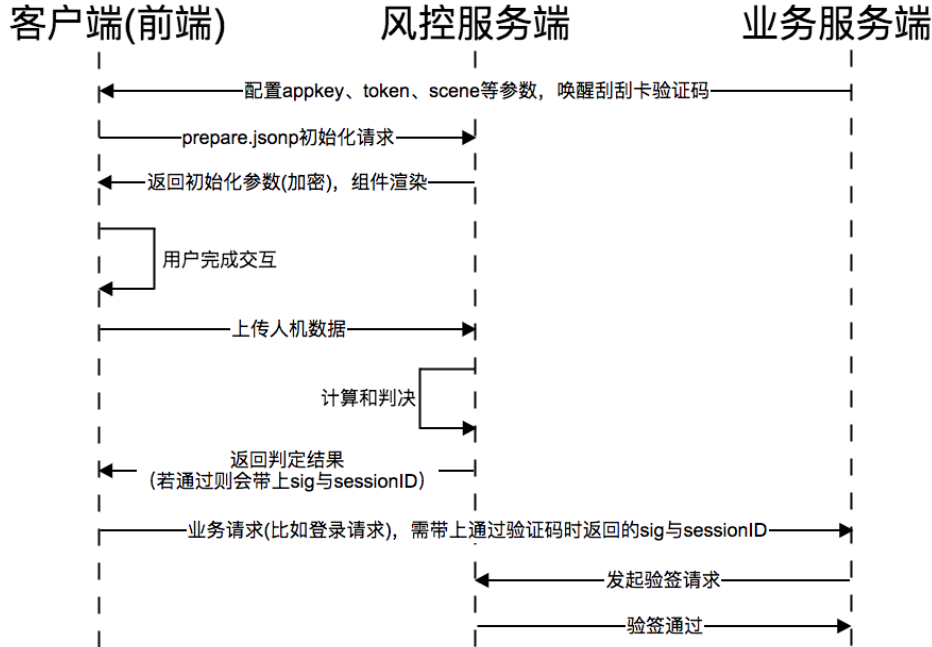 客户端(前端)
风控服务端
业务服务端
配置appkey、token、scene等参数，唤醒刮刮卡验证码
prepare.jsonp初始化请求
返回初始化参数(加密)，组件渲染
用户完成交互
上传人机数据
计算和判决
返回判定结果
（若通过则会带上sig与sessionID）
业务请求(比如登录请求)，需带上通过验证码时返回的sig与sessionID
发起验签请求
验签通过